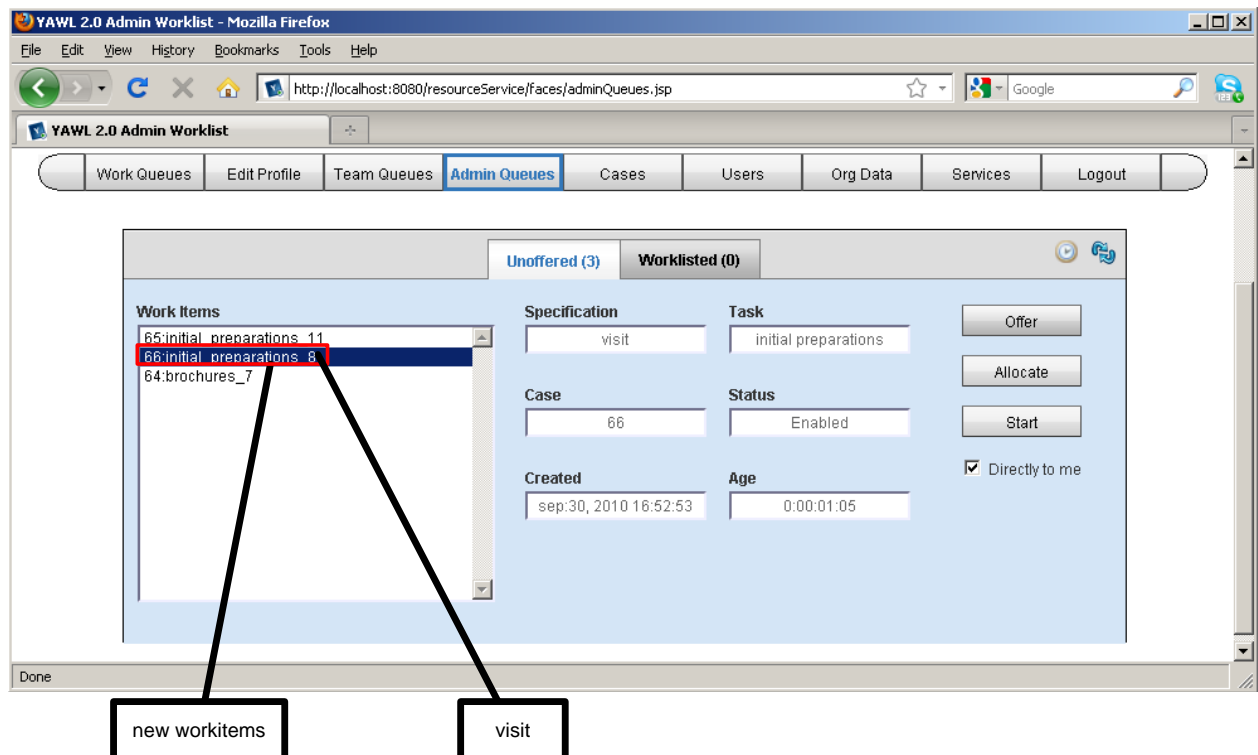 YAWL 2.0 Admin Worklist - Mozilla Firefox
File Edit View History Bookmarks Tools Help
http://localhost:8080/resourceService/faces/adminQueues.jsp
Google
YAWL 2.0 Admin Worklist
Work Queues Edit Profile Team Queues Admin Queues Cases Users Org Data Services Logout
Unoffered (3) Worklisted (0)
Work Items Specification Task
65:initial_preparations_11
66:initial_preparations_8
64:brochures_7
visit initial preparations
Offer
Allocate
Case Status
66 Enabled
Start
Directly to me
Created Age
sep:30, 2010 16:52:53 0:00:01:05
Done
new workitems visit